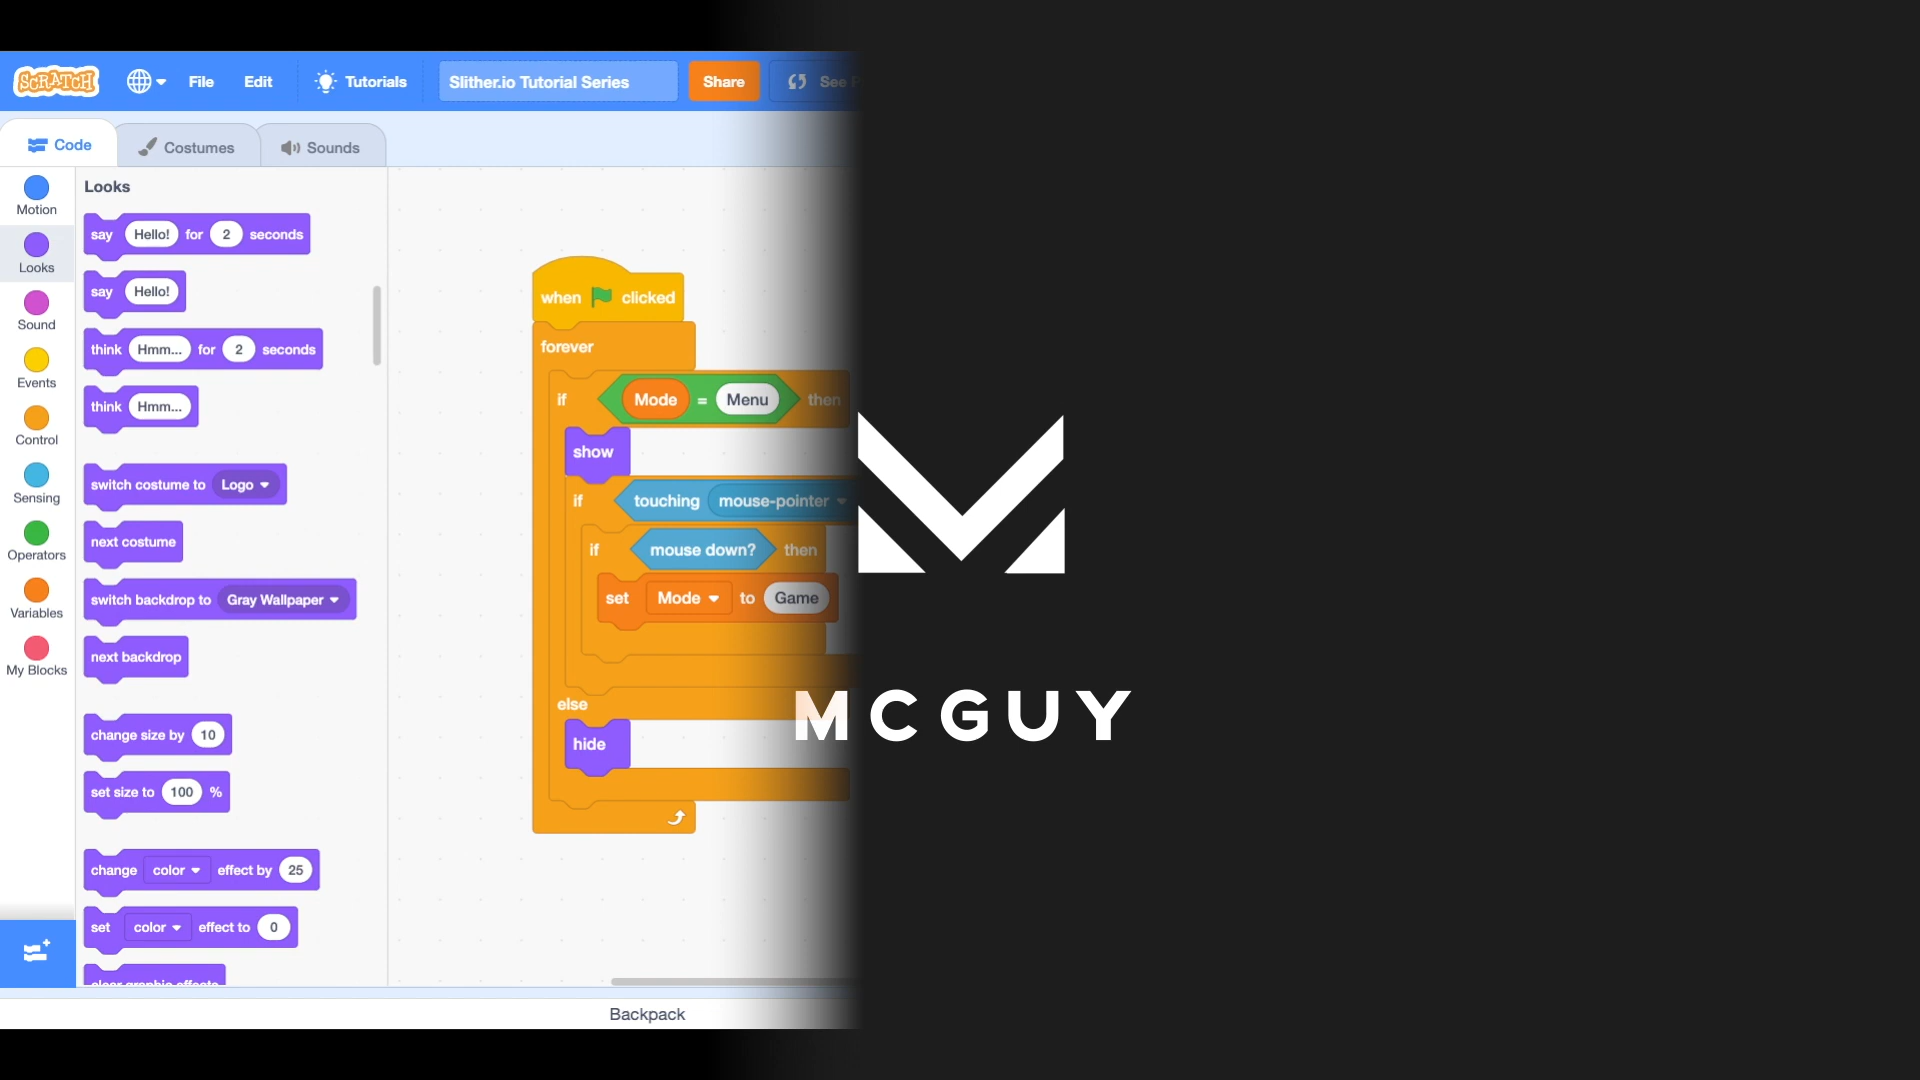 SCRATCH File Edit Tutorials Slither.io Tutorial Series Share See
Code Costumes Sounds
Motion
Looks
Sound
Events
Control
Sensing
Operators
Variables
My Blocks
Looks
say Hello! for 2 seconds
say Hello!
think Hmm... for 2 seconds
think Hmm...
switch costume to Logo
next costume
switch backdrop to Gray Wallpaper
next backdrop
change size by 10
set size to 100 %
change color effect by 25
set color effect to 0
clear graphic effects
when clicked
forever
if Mode = Menu then
show
if touching mouse-pointer
if mouse down? then
set Mode to Game
else
hide
MCGUY
Backpack